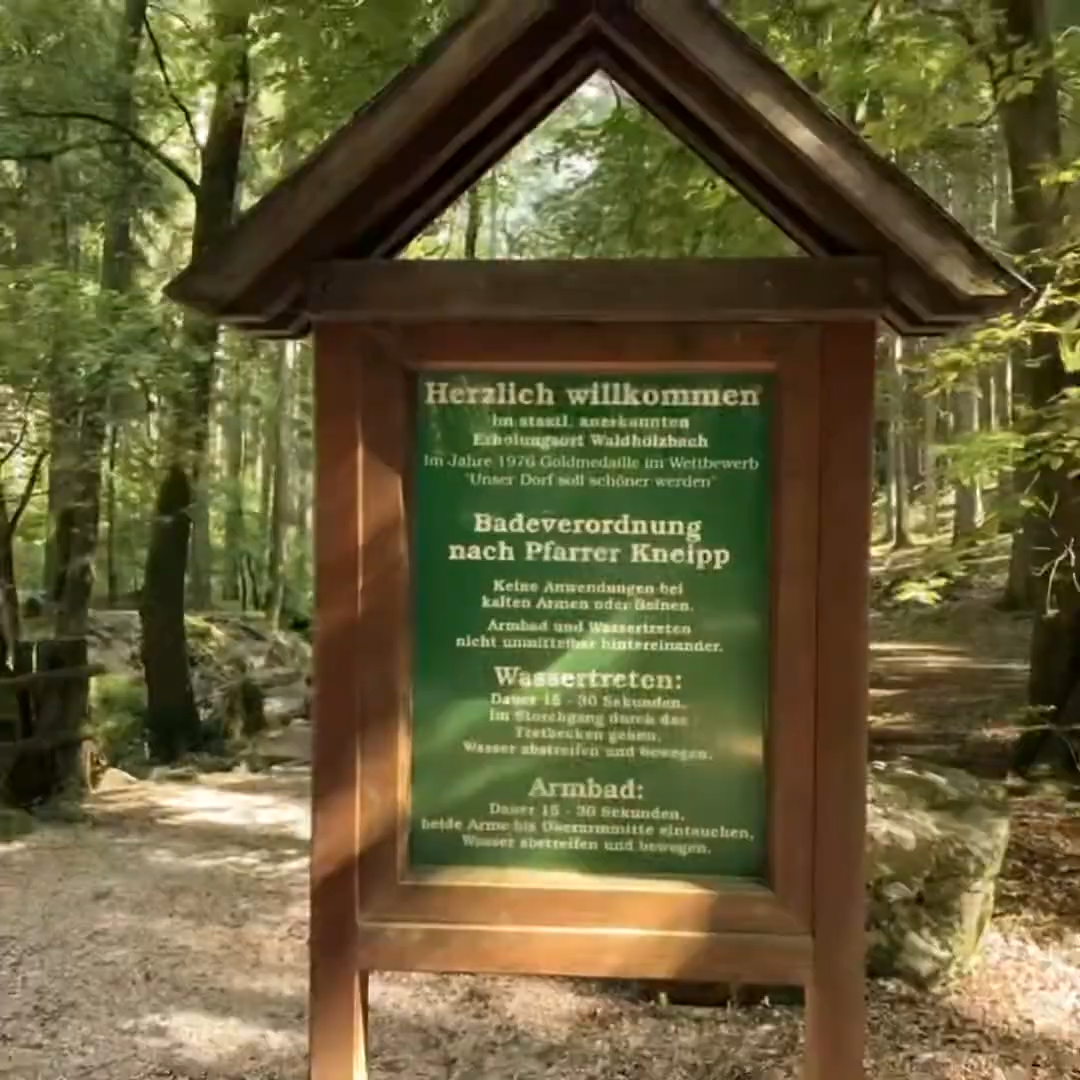 Herzlich willkommen
im staatl. anerkannten
Erholungsort Waldhölzbach
Im Jahre 1976 Goldmedaille im Wettbewerb
"Unser Dorf soll schöner werden"
Badeverordnung
nach Pfarrer Kneipp
Keine Anwendungen bei
kalten Armen oder Beinen.
Armbad und Wassertreten
nicht unmittelbar hintereinander.
Wassertreten:
Dauer 15 - 30 Sekunden.
Im Storchgang durch das
Tretbecken gehen,
Wasser abstreifen und bewegen.
Armbad:
Dauer 15 - 30 Sekunden,
beide Arme bis Oberarmmitte eintauchen,
Wasser abstreifen und bewegen.